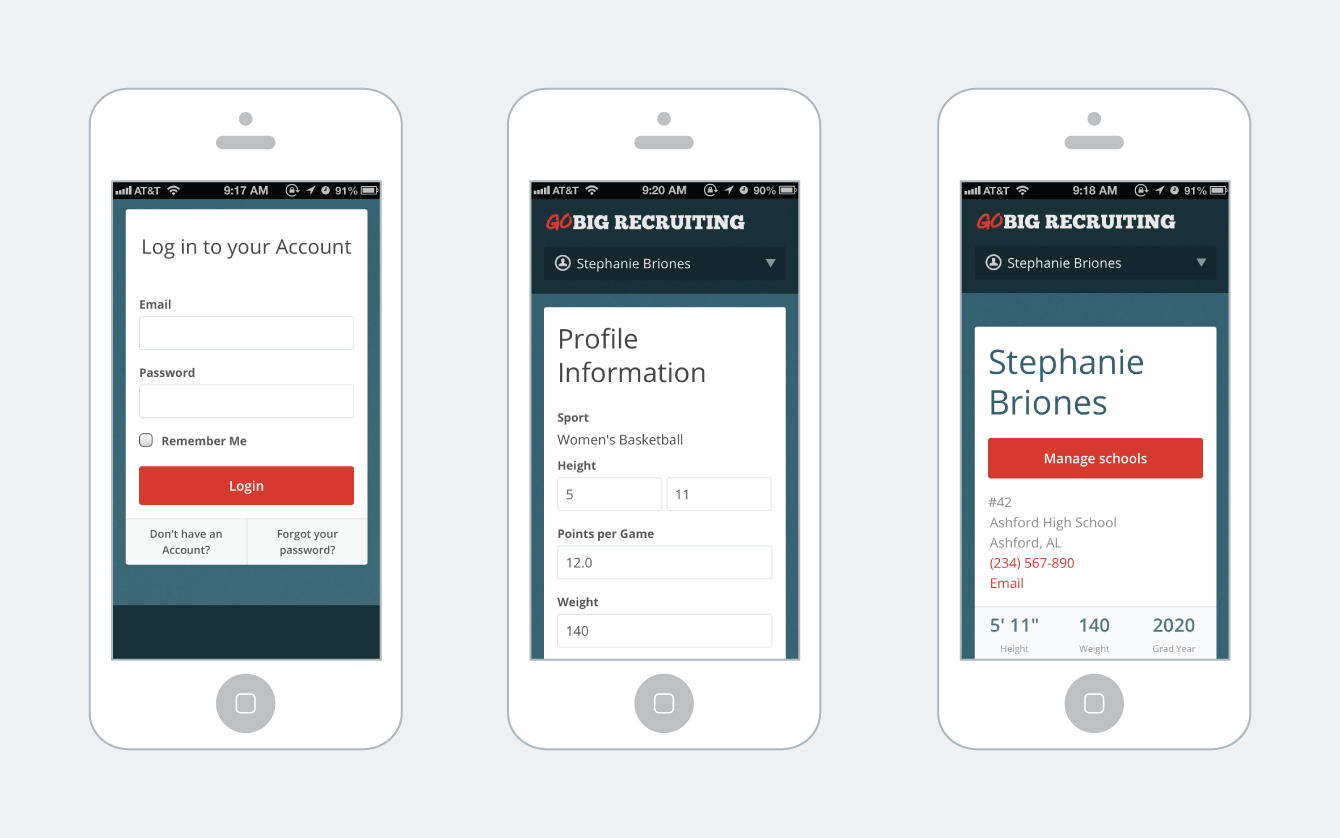 AT&T 9:17 AM 91%
Log in to your Account
Email
Password
Remember Me
Login
Don't have an
Account?
Forgot your
password?
AT&T 9:20 AM 90%
GOBIG RECRUITING
Stephanie Briones
Profile
Information
Sport
Women's Basketball
Height
5 11
Points per Game
12.0
Weight
140
AT&T 9:18 AM 91%
GOBIG RECRUITING
Stephanie Briones
Stephanie
Briones
Manage schools
#42
Ashford High School
Ashford, AL
(234) 567-890
Email
5' 11" 140 2020
Height Weight Grad Year